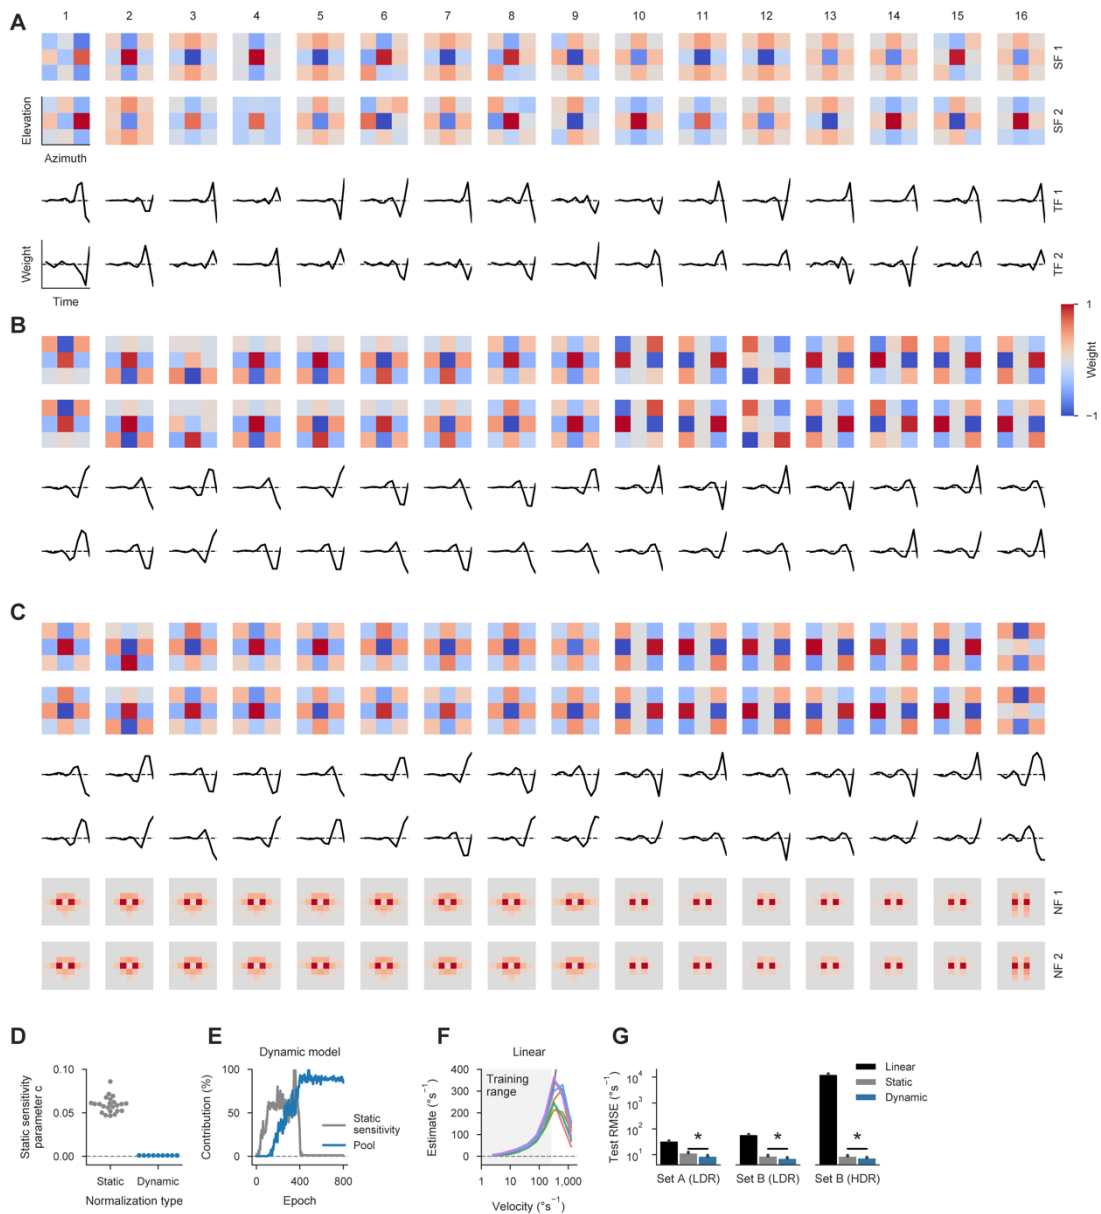 A
1 2 3 4 5 6 7 8 9 10 11 12 13 14 15 16
SF 1
Elevation
SF 2
Azimuth
TF 1
Weight
TF 2
Time
B
1
Weight
−1
C
NF 1
NF 2
D
Static sensitivity
parameter c
0.10
0.05
0.00
Static Dynamic
Normalization type
E
Dynamic model
Contribution (%)
100
50
0
Static
sensitivity
Pool
0 400 800
Epoch
F
Linear
Training
range
Estimate (°s⁻¹)
400
300
200
100
0
1 10 100 1,000
Velocity (°s⁻¹)
G
Linear
Static
Dynamic
Test RMSE (°s⁻¹)
10⁴
10³
10²
10¹
* * *
Set A (LDR) Set B (LDR) Set B (HDR)